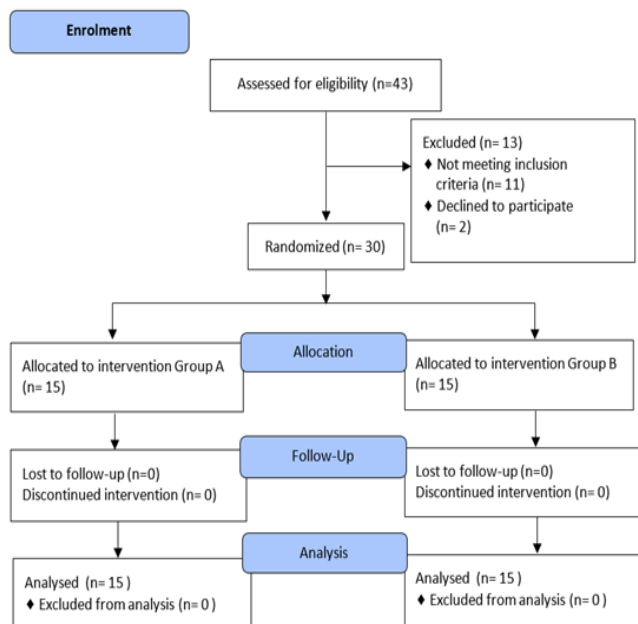 Enrolment
Assessed for eligibility (n=43)
Excluded (n= 13)
♦ Not meeting inclusion
criteria (n= 11)
♦ Declined to participate
(n= 2)
Randomized (n= 30)
Allocation
Allocated to intervention Group A
(n= 15)
Allocated to intervention Group B
(n= 15)
Follow-Up
Lost to follow-up (n=0)
Discontinued intervention (n= 0)
Lost to follow-up (n=0)
Discontinued intervention (n= 0)
Analysis
Analysed (n= 15 )
♦ Excluded from analysis (n= 0 )
Analysed (n= 15 )
♦ Excluded from analysis (n= 0 )